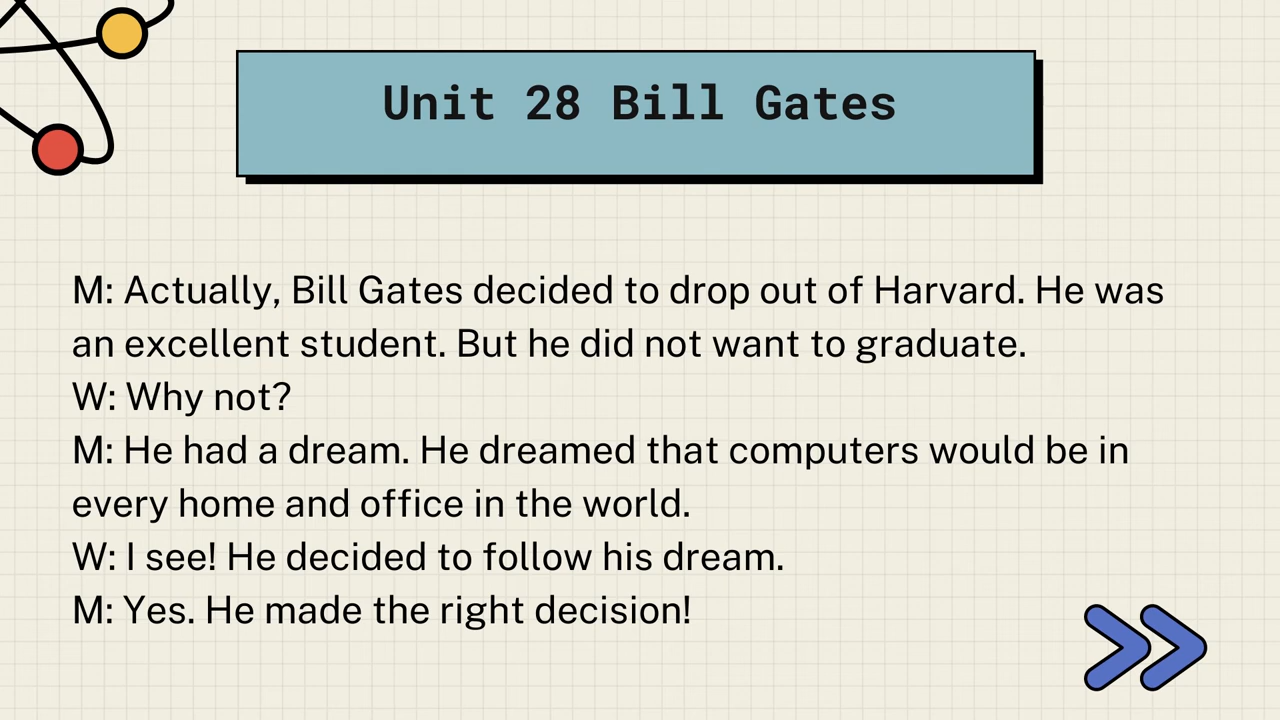 Unit 28 Bill Gates
M: Actually, Bill Gates decided to drop out of Harvard. He was
an excellent student. But he did not want to graduate.
W: Why not?
M: He had a dream. He dreamed that computers would be in
every home and office in the world.
W: I see! He decided to follow his dream.
M: Yes. He made the right decision!